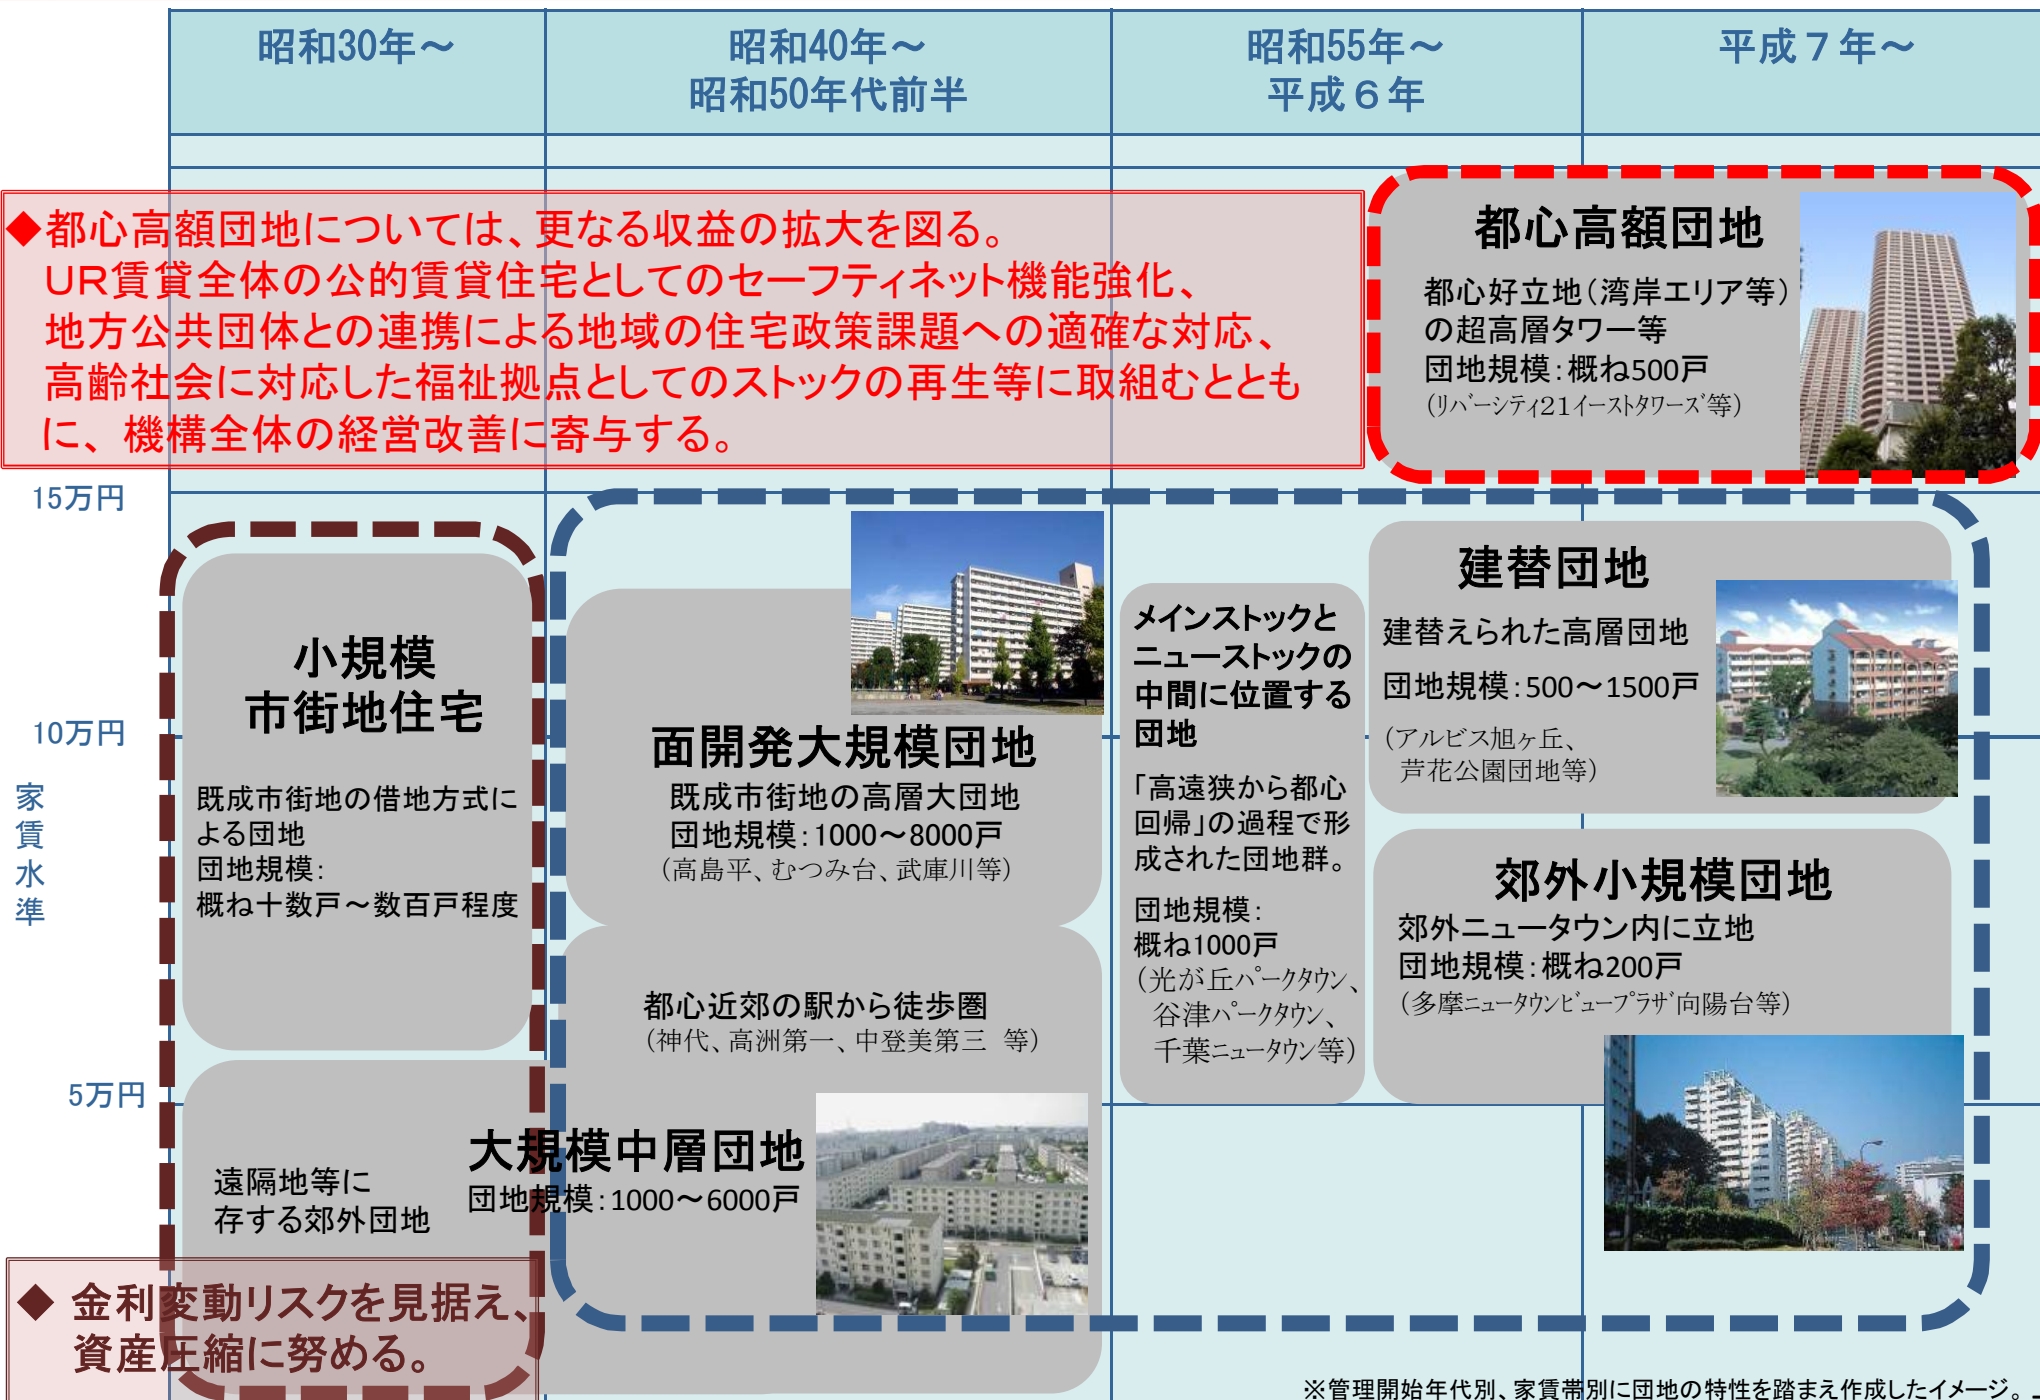 昭和30年～
昭和40年～
昭和50年代前半
昭和55年～
平成６年
平成７年～
◆都心高額団地については、更なる収益の拡大を図る。
UR賃貸全体の公的賃貸住宅としてのセーフティネット機能強化、
地方公共団体との連携による地域の住宅政策課題への適確な対応、
高齢社会に対応した福祉拠点としてのストックの再生等に取組むととも
に、機構全体の経営改善に寄与する。
都心高額団地
都心好立地（湾岸エリア等）
の超高層タワー等
団地規模：概ね500戸
（ﾘﾊﾞｰｼﾃｨ21ｲｰｽﾄﾀﾜｰｽﾞ等）
15万円
10万円
5万円
家賃水準
小規模
市街地住宅
既成市街地の借地方式に
よる団地
団地規模：
概ね十数戸～数百戸程度
面開発大規模団地
既成市街地の高層大団地
団地規模：1000～8000戸
（高島平、むつみ台、武庫川等）
都心近郊の駅から徒歩圏
（神代、高洲第一、中登美第三 等）
大規模中層団地
団地規模：1000～6000戸
遠隔地等に
存する郊外団地
メインストックと
ニューストックの
中間に位置する
団地
「高遠狭から都心
回帰」の過程で形
成された団地群。
団地規模：
概ね1000戸
（光が丘ﾊﾟｰｸﾀｳﾝ、
谷津ﾊﾟｰｸﾀｳﾝ、
千葉ﾆｭｰﾀｳﾝ等）
建替団地
建替えられた高層団地
団地規模：500～1500戸
（アルビス旭ヶ丘、
芦花公園団地等）
郊外小規模団地
郊外ニュータウン内に立地
団地規模：概ね200戸
（多摩ﾆｭｰﾀｳﾝﾋﾞｭｰﾌﾟﾗｻﾞ向陽台等）
◆ 金利変動リスクを見据え、
資産圧縮に努める。
※管理開始年代別、家賃帯別に団地の特性を踏まえ作成したイメージ。